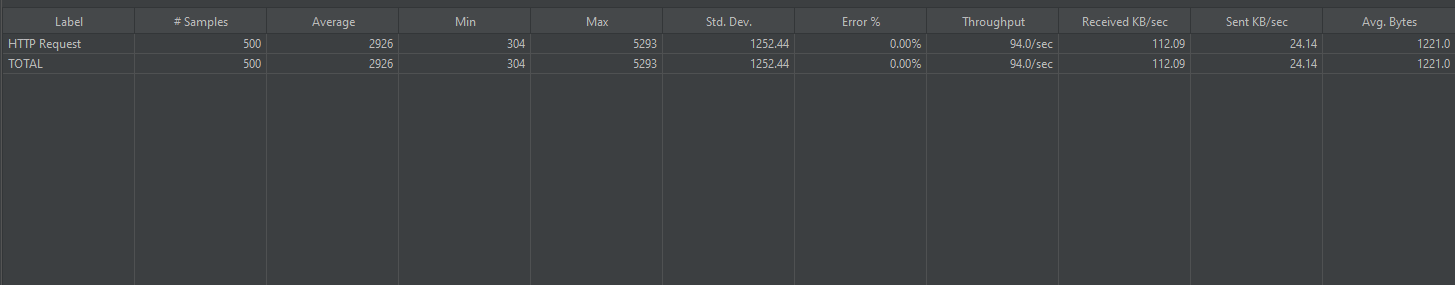 Label # Samples Average Min Max Std. Dev. Error % Throughput Received KB/sec Sent KB/sec Avg. Bytes
HTTP Request 500 2926 304 5293 1252.44 0.00% 94.0/sec 112.09 24.14 1221.0
TOTAL 500 2926 304 5293 1252.44 0.00% 94.0/sec 112.09 24.14 1221.0